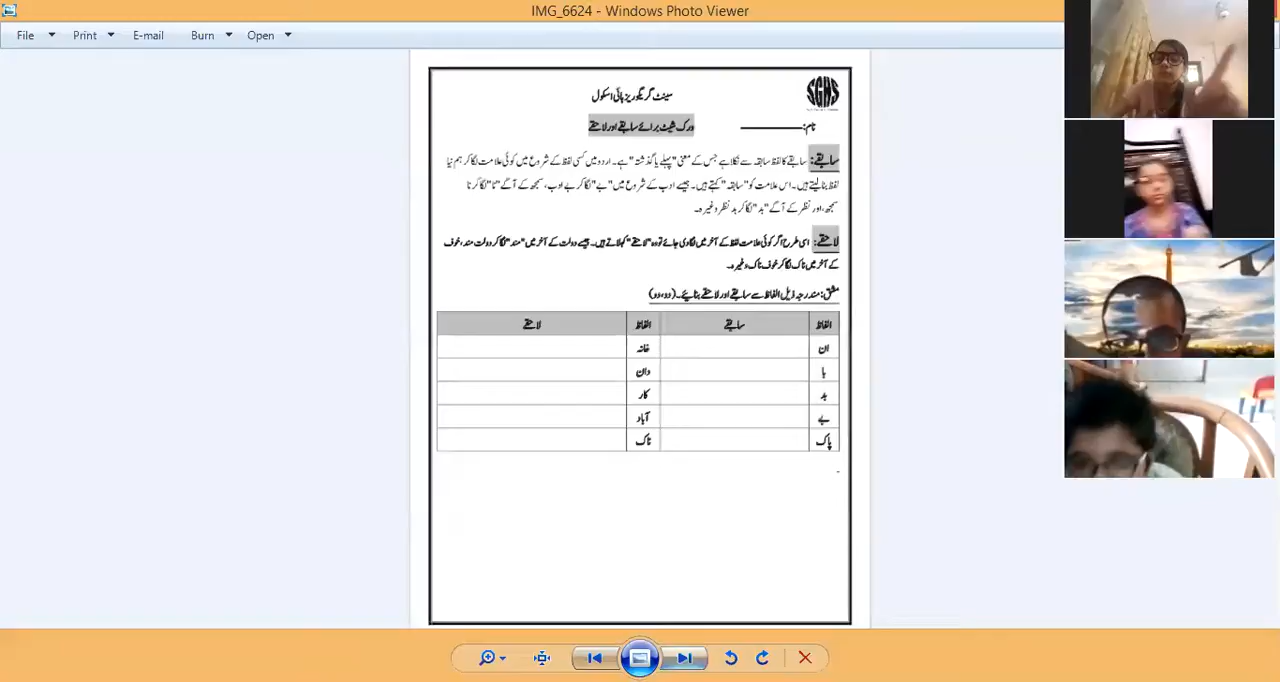 IMG_6624 - Windows Photo Viewer
File Print E-mail Burn Open
SGHS
سینٹ گریگوریز ہائی اسکول
نام:
ورک شیٹ برائے سابقے اور لاحقے
سابقے: سابقے کا لفظ سابقہ سے نکلا ہے جس کے معنی "پہلے یا گذشتہ" ہے۔ اردو میں کسی لفظ کے شروع میں کوئی علامت لگا کر ہم نیا
لفظ بنا لیتے ہیں۔ اس علامت کو "سابقہ" کہتے ہیں۔ جیسے ادب کے شروع میں "بے" لگا کر بے ادب، سمجھ کے آگے "نا" لگا کر نا
سمجھ، اور نظر کے آگے "بد" لگا کر بد نظر وغیرہ۔
لاحقے: اسی طرح اگر کوئی علامت لفظ کے آخر میں لگا دی جائے تو وہ "لاحقے" کہلاتے ہیں۔ جیسے دولت کے آخر میں "مند" لگا کر دولت مند، خوف
کے آخر میں ناک لگا کر خوف ناک وغیرہ۔
مشق: مندرجہ ذیل الفاظ سے سابقے اور لاحقے بنائیے۔ (دو، دو)
الفاظ سابقے الفاظ لاحقے
ان خانہ
با دان
بد کار
بے آباد
پاک ناک